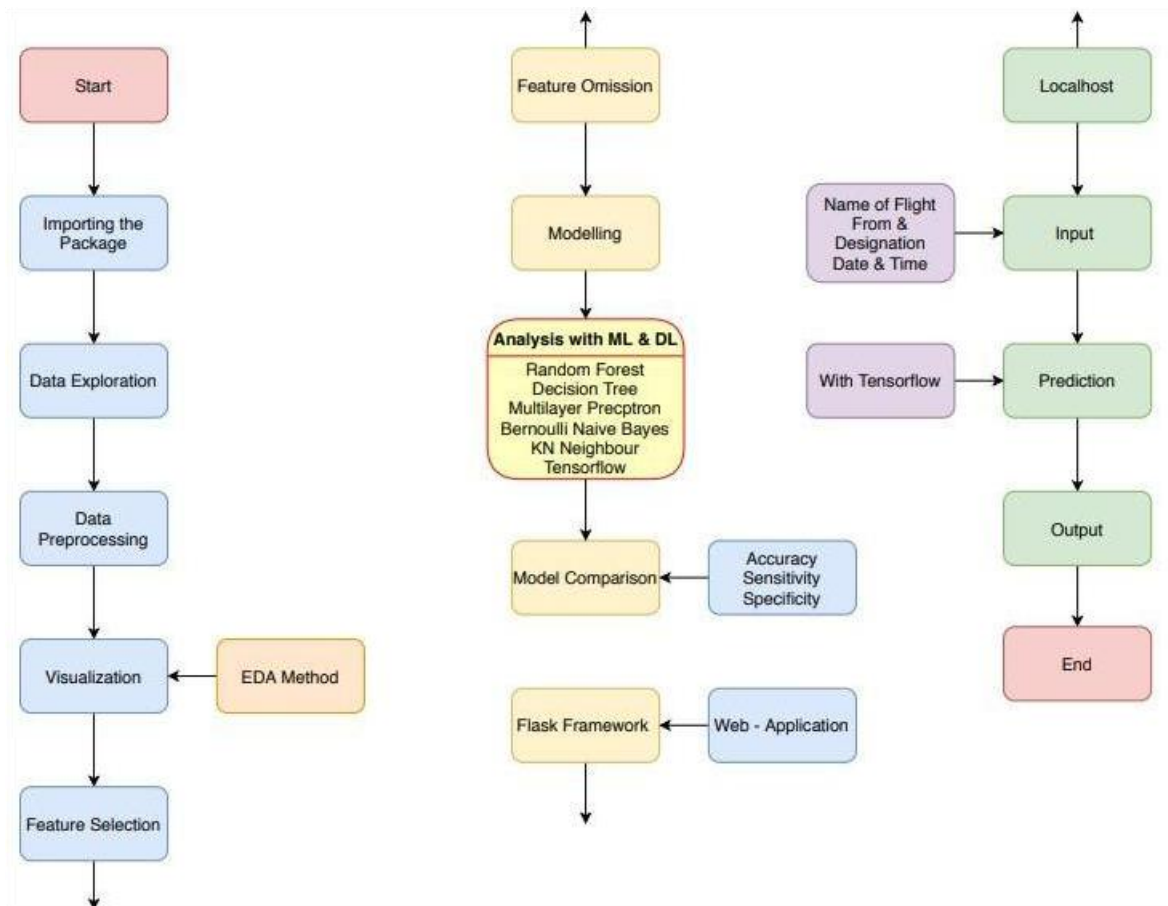 Start
Importing the
Package
Data Exploration
Data
Preprocessing
Visualization
EDA Method
Feature Selection
Feature Omission
Modelling
Analysis with ML & DL
Random Forest
Decision Tree
Multilayer Precptron
Bernoulli Naive Bayes
KN Neighbour
Tensorflow
Model Comparison
Accuracy
Sensitivity
Specificity
Flask Framework
Web - Application
Localhost
Name of Flight
From &
Designation
Date & Time
Input
With Tensorflow
Prediction
Output
End